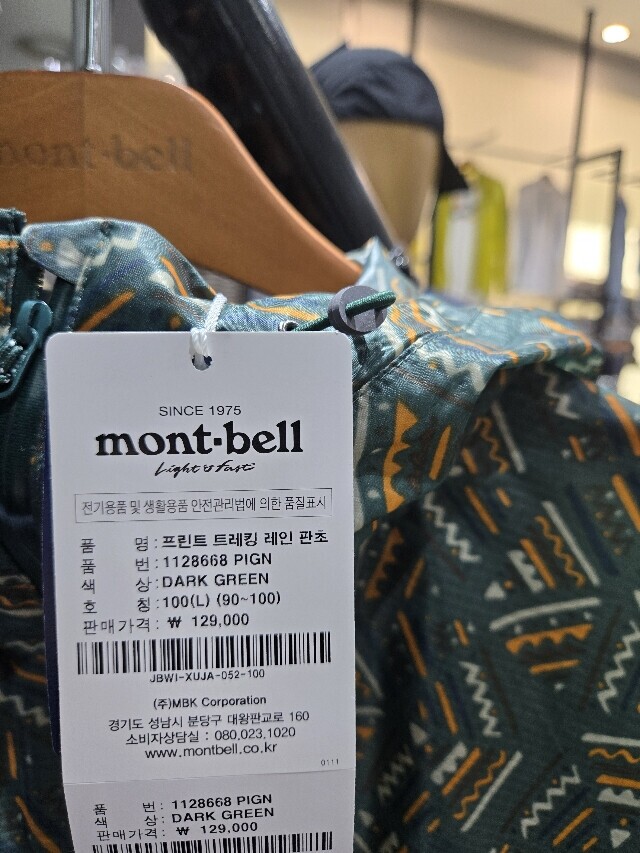 mont-bell
SINCE 1975
mont-bell
Light & Fast
전기용품 및 생활용품 안전관리법에 의한 품질표시
품 명 : 프린트 트레킹 레인 판초
품 번 : 1128668 PIGN
색 상 : DARK GREEN
호 칭 : 100(L) (90~100)
판매가격 : ₩ 129,000
JBWI-XUJA-052-100
(주)MBK Corporation
경기도 성남시 분당구 대왕판교로 160
소비자상담실 : 080,023,1020
www.montbell.co.kr
0111
품 번 : 1128668 PIGN
색 상 : DARK GREEN
판매가격 : ₩ 129,000